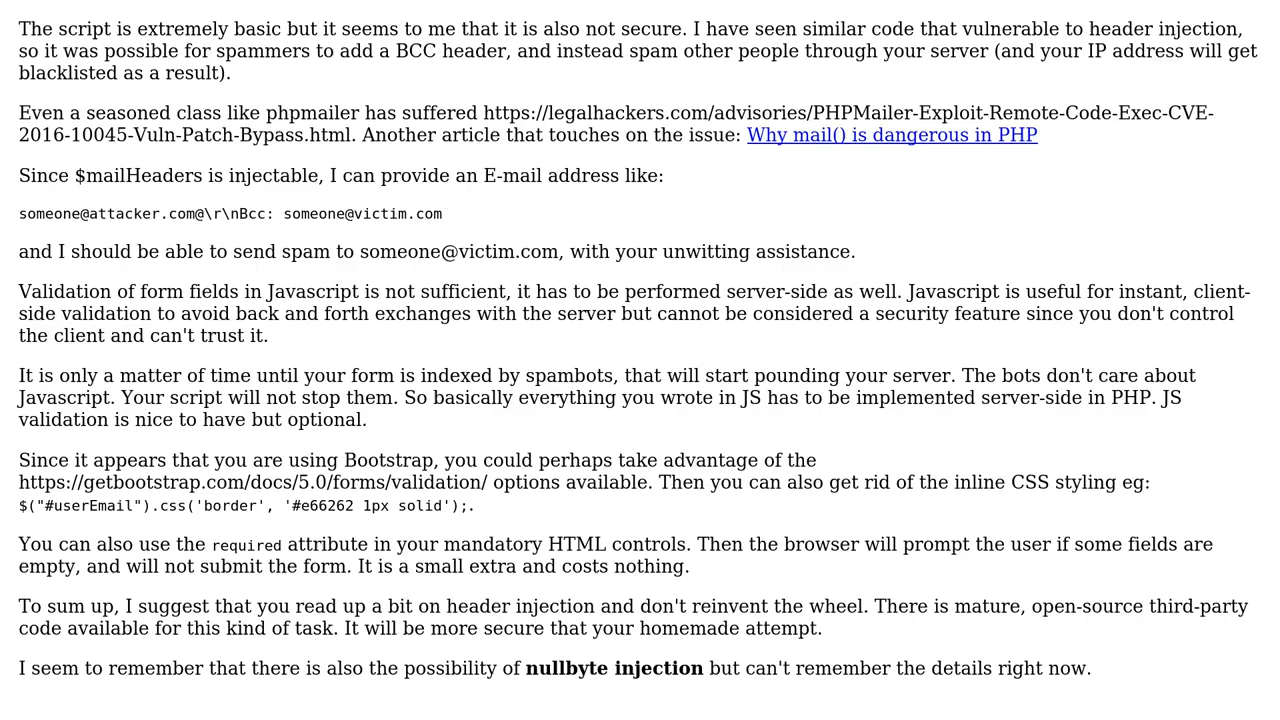 The script is extremely basic but it seems to me that it is also not secure. I have seen similar code that vulnerable to header injection,
so it was possible for spammers to add a BCC header, and instead spam other people through your server (and your IP address will get
blacklisted as a result).
Even a seasoned class like phpmailer has suffered https://legalhackers.com/advisories/PHPMailer-Exploit-Remote-Code-Exec-CVE-
2016-10045-Vuln-Patch-Bypass.html. Another article that touches on the issue: Why mail() is dangerous in PHP
Since $mailHeaders is injectable, I can provide an E-mail address like:
someone@attacker.com@\r\nBcc: someone@victim.com
and I should be able to send spam to someone@victim.com, with your unwitting assistance.
Validation of form fields in Javascript is not sufficient, it has to be performed server-side as well. Javascript is useful for instant, client-
side validation to avoid back and forth exchanges with the server but cannot be considered a security feature since you don't control
the client and can't trust it.
It is only a matter of time until your form is indexed by spambots, that will start pounding your server. The bots don't care about
Javascript. Your script will not stop them. So basically everything you wrote in JS has to be implemented server-side in PHP. JS
validation is nice to have but optional.
Since it appears that you are using Bootstrap, you could perhaps take advantage of the
https://getbootstrap.com/docs/5.0/forms/validation/ options available. Then you can also get rid of the inline CSS styling eg:
$("#userEmail").css('border', '#e66262 1px solid');.
You can also use the required attribute in your mandatory HTML controls. Then the browser will prompt the user if some fields are
empty, and will not submit the form. It is a small extra and costs nothing.
To sum up, I suggest that you read up a bit on header injection and don't reinvent the wheel. There is mature, open-source third-party
code available for this kind of task. It will be more secure that your homemade attempt.
I seem to remember that there is also the possibility of nullbyte injection but can't remember the details right now.